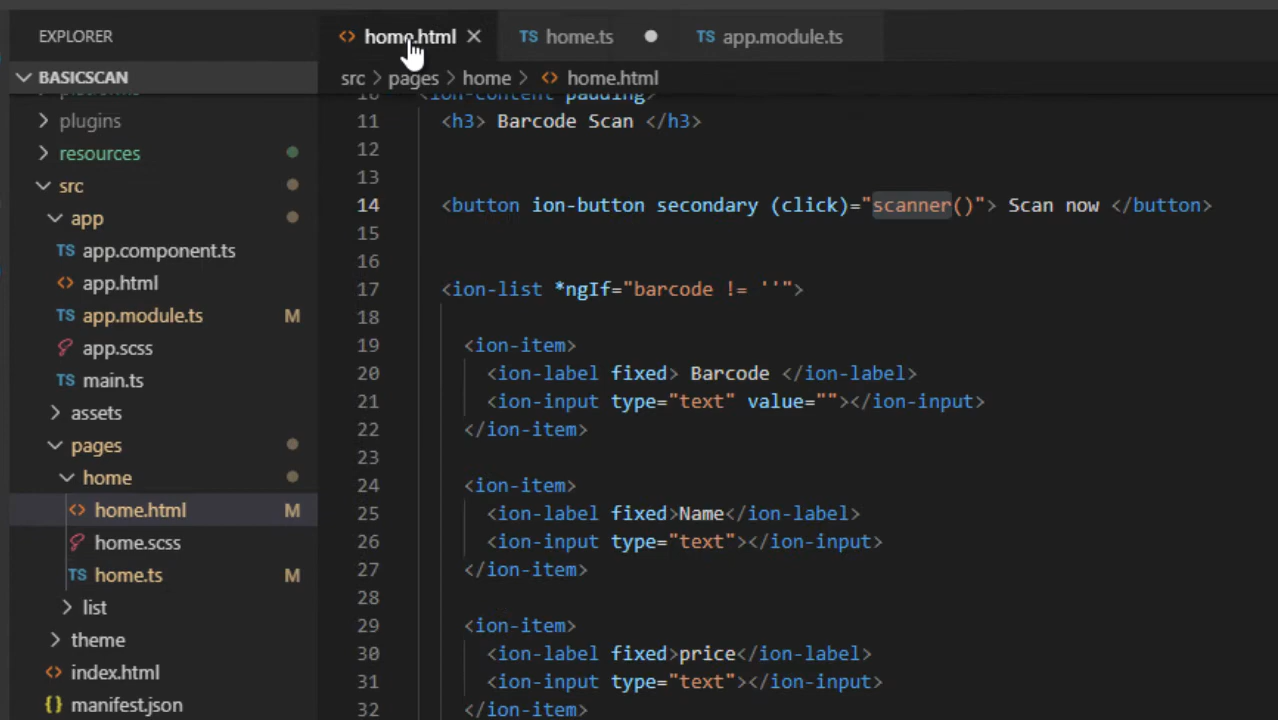 EXPLORER
BASICSCAN
plugins
resources
src
app
TS app.component.ts
<> app.html
TS app.module.ts M
app.scss
TS main.ts
assets
pages
home
<> home.html M
home.scss
TS home.ts M
list
theme
<> index.html
{} manifest.json
<> home.html TS home.ts TS app.module.ts
src > pages > home > <> home.html
<ion-content padding>
11 <h3> Barcode Scan </h3>
12
13
14 <button ion-button secondary (click)="scanner()"> Scan now </button>
15
16
17 <ion-list *ngIf="barcode != ''">
18
19 <ion-item>
20 <ion-label fixed> Barcode </ion-label>
21 <ion-input type="text" value=""></ion-input>
22 </ion-item>
23
24 <ion-item>
25 <ion-label fixed>Name</ion-label>
26 <ion-input type="text"></ion-input>
27 </ion-item>
28
29 <ion-item>
30 <ion-label fixed>price</ion-label>
31 <ion-input type="text"></ion-input>
32 </ion-item>